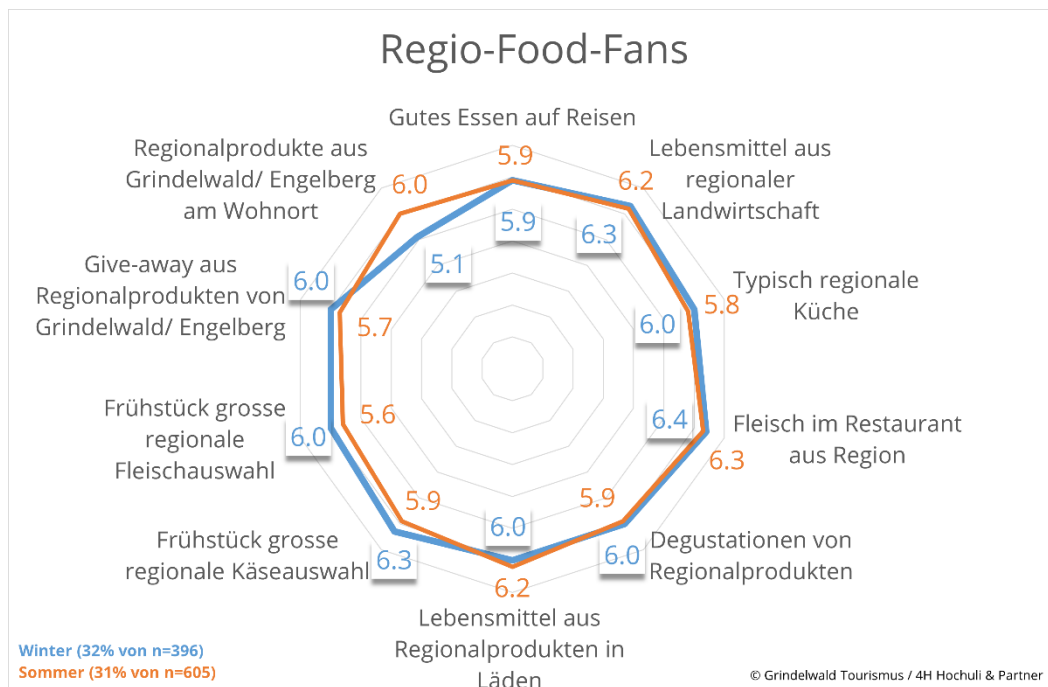 Regio-Food-Fans
Gutes Essen auf Reisen
5.9
5.9
Lebensmittel aus
regionaler
Landwirtschaft
6.2
6.3
Typisch regionale
Küche
5.8
6.0
Fleisch im Restaurant
aus Region
6.4
6.3
Degustationen von
Regionalprodukten
5.9
6.0
Lebensmittel aus
Regionalprodukten in
Läden
6.0
6.2
Frühstück grosse
regionale Käseauswahl
5.9
6.3
Frühstück grosse
regionale
Fleischauswahl
5.6
6.0
Give-away aus
Regionalprodukten von
Grindelwald/ Engelberg
6.0
5.7
Regionalprodukte aus
Grindelwald/ Engelberg
am Wohnort
6.0
5.1
Winter (32% von n=396)
Sommer (31% von n=605)
© Grindelwald Tourismus / 4H Hochuli & Partner